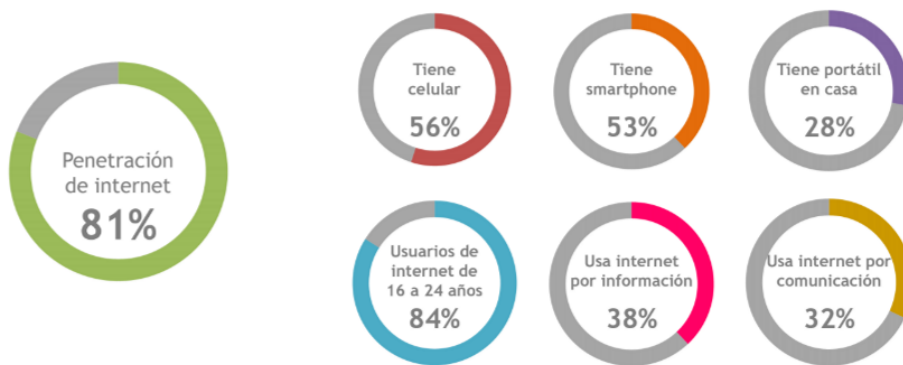 Penetración
de internet
81%
Tiene
celular
56%
Tiene
smartphone
53%
Tiene portátil
en casa
28%
Usuarios de
internet de
16 a 24 años
84%
Usa internet
por información
38%
Usa internet por
comunicación
32%